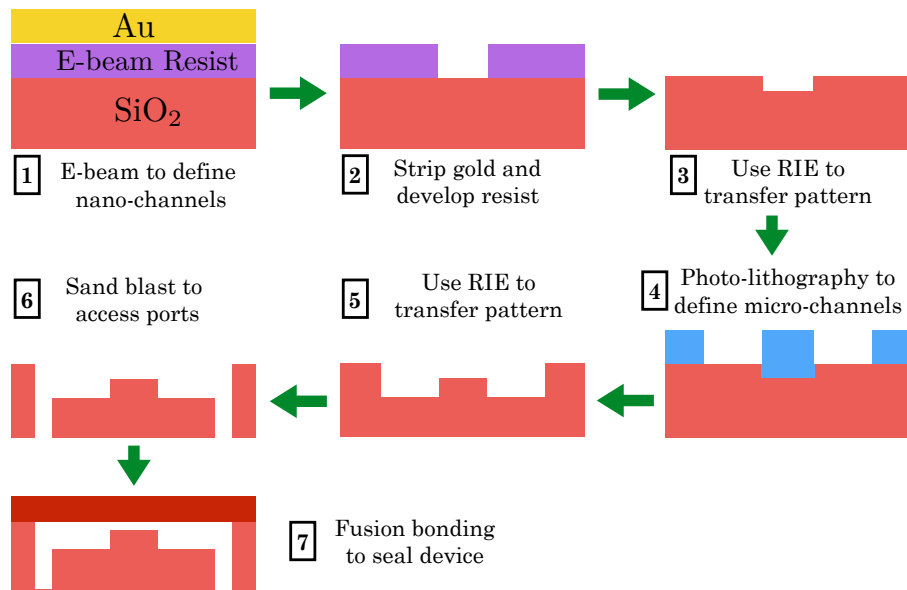 Au
E-beam Resist
SiO₂
1
E-beam to define
nano-channels
2
Strip gold and
develop resist
3
Use RIE to
transfer pattern
4
Photo-lithography to
define micro-channels
5
Use RIE to
transfer pattern
6
Sand blast to
access ports
7
Fusion bonding
to seal device